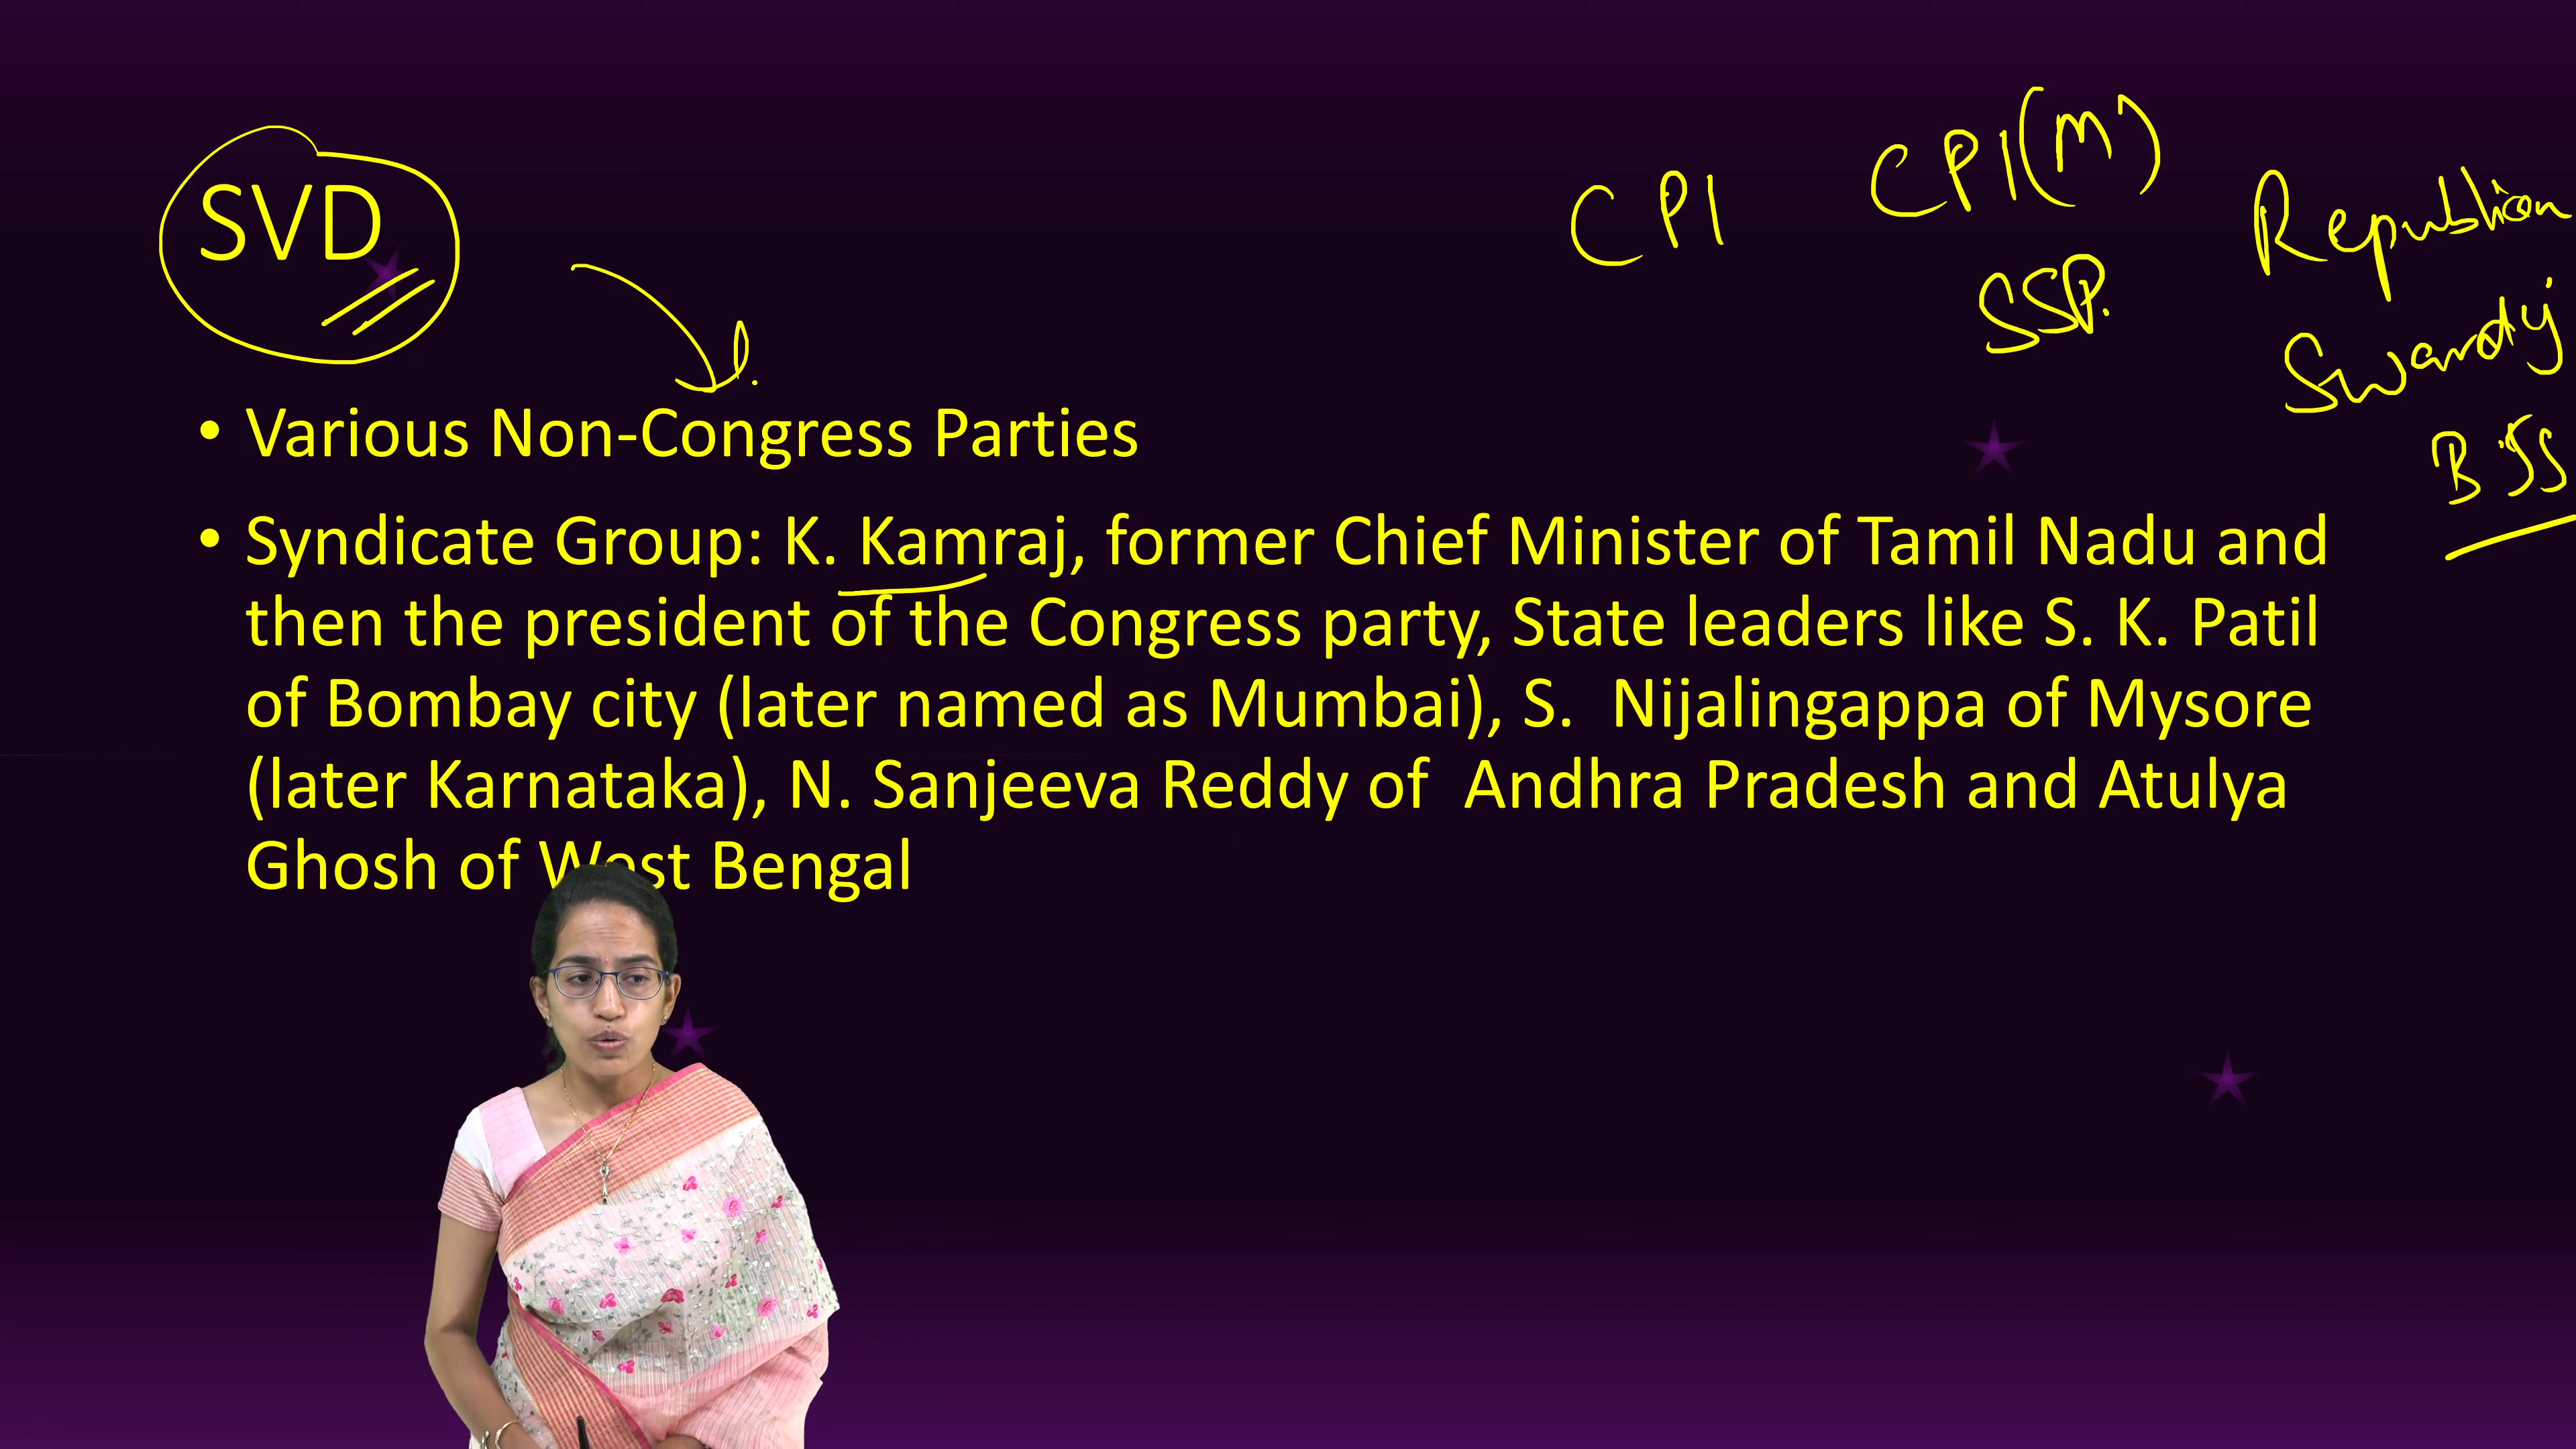 SVD
CPI
CPI(M)
SSP.
Republican
BJS
• Various Non-Congress Parties
• Syndicate Group: K. Kamraj, former Chief Minister of Tamil Nadu and
then the president of the Congress party, State leaders like S. K. Patil
of Bombay city (later named as Mumbai), S. Nijalingappa of Mysore
(later Karnataka), N. Sanjeeva Reddy of Andhra Pradesh and Atulya
Ghosh of West Bengal